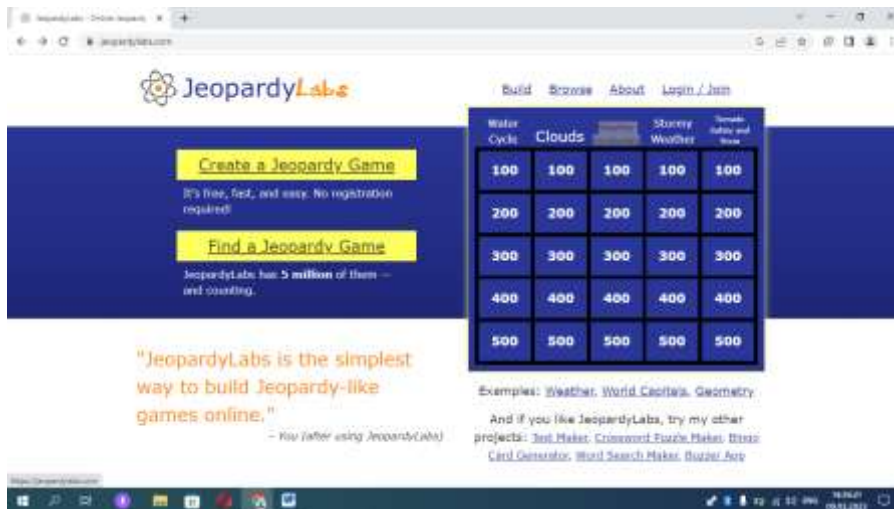 jeopardylabs.com
JeopardyLabs
Build Browse About Login / Join
Create a Jeopardy Game
It's free, fast, and easy. No registration
required!
Find a Jeopardy Game
JeopardyLabs has 5 million of them —
and counting.
Water
Cycle
Clouds
Stormy
Weather
100 100 100 100 100
200 200 200 200 200
300 300 300 300 300
400 400 400 400 400
500 500 500 500 500
"JeopardyLabs is the simplest
way to build Jeopardy-like
games online."
– You (after using JeopardyLabs)
Examples: Weather, World Capitals, Geometry
And if you like JeopardyLabs, try my other
projects: Test Maker, Crossword Puzzle Maker, Bingo
Card Generator, Word Search Maker, Buzzer App